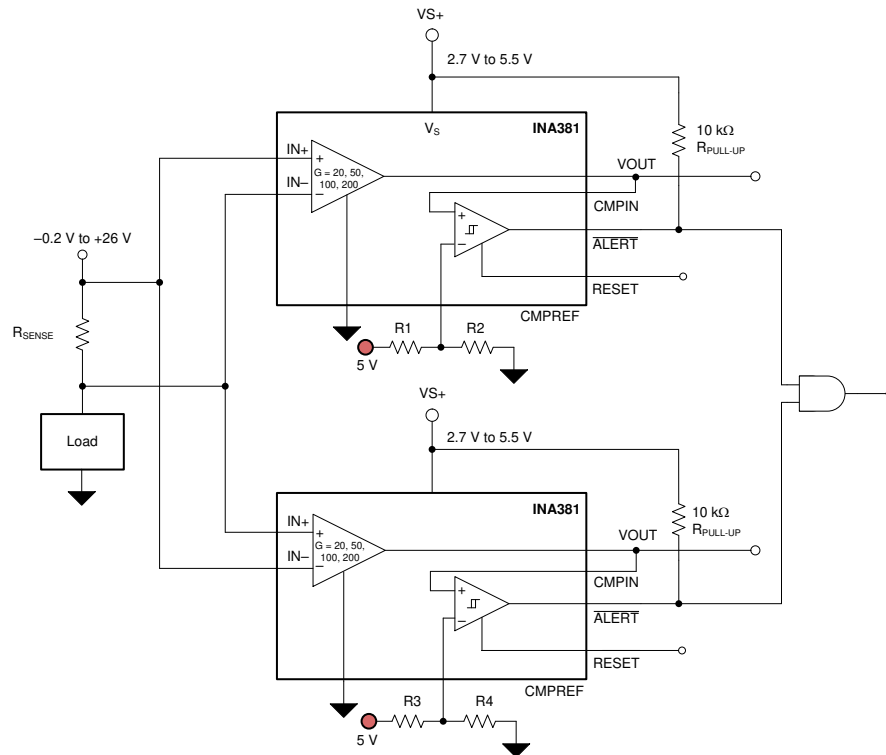 VS+
2.7 V to 5.5 V
VS
INA381
10 kΩ
RPULL-UP
IN+
+
G = 20, 50,
100, 200
IN–
–
VOUT
CMPIN
+
–
ALERT
RESET
CMPREF
–0.2 V to +26 V
RSENSE
R1
R2
5 V
Load
VS+
2.7 V to 5.5 V
INA381
10 kΩ
RPULL-UP
IN+
+
G = 20, 50,
100, 200
IN–
–
VOUT
CMPIN
+
–
ALERT
RESET
CMPREF
R3
R4
5 V